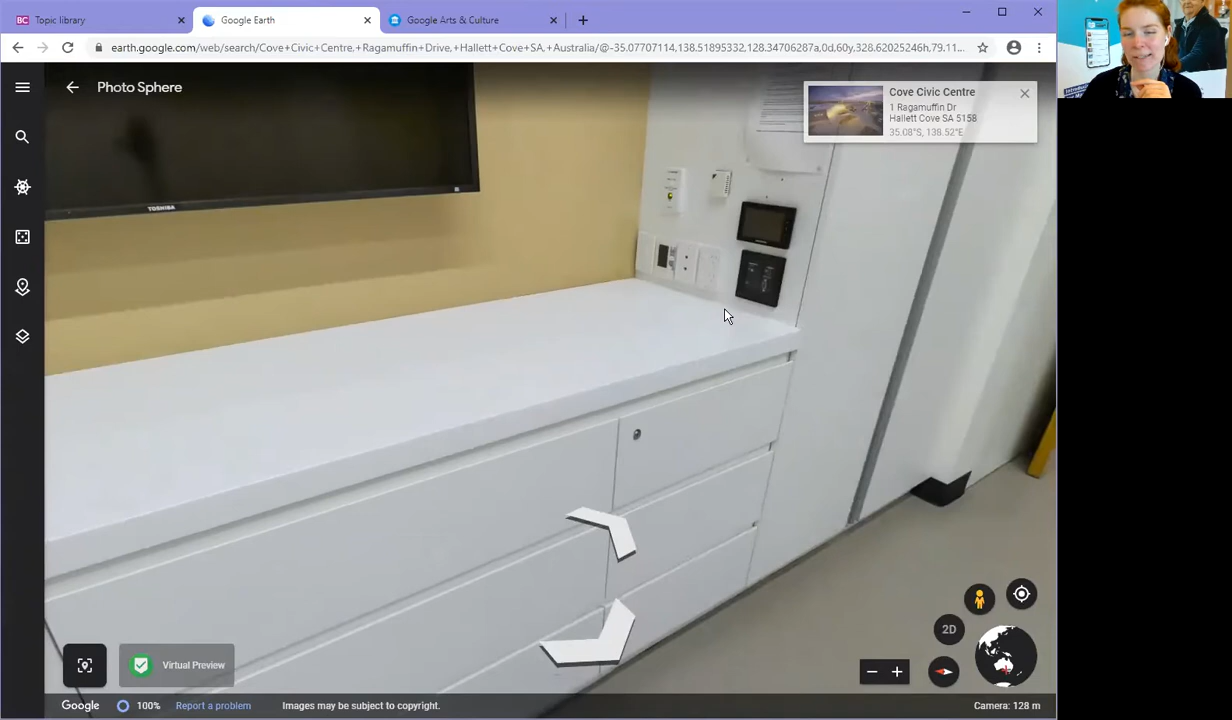 BC Topic library
Google Earth
Google Arts & Culture
earth.google.com/web/search/Cove+Civic+Centre,+Ragamuffin+Drive,+Hallett+Cove+SA,+Australia/@-35.07707114,138.51895332,128.34706287a,0d,60y,328.62025246h,79.11...
Photo Sphere
Cove Civic Centre
1 Ragamuffin Dr
Hallett Cove SA 5158
35.08°S, 138.52°E
TOSHIBA
2D
Virtual Preview
Google
100%
Report a problem
Images may be subject to copyright.
Camera: 128 m